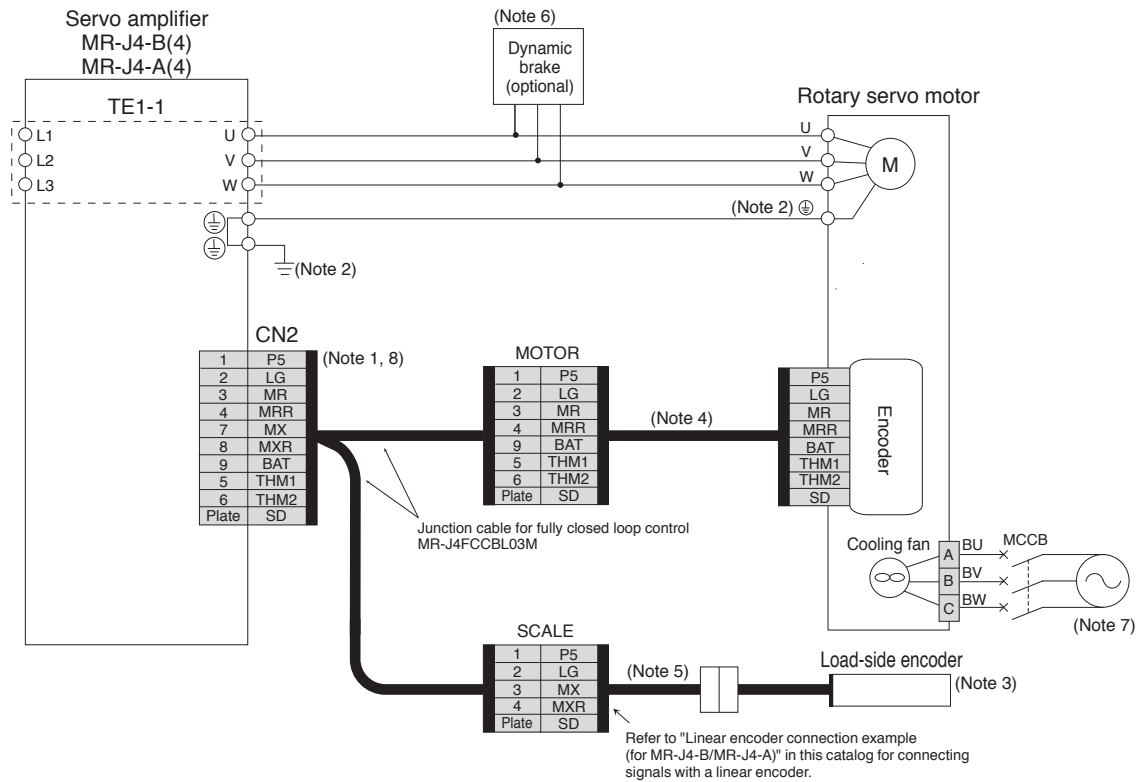 Servo amplifier
MR-J4-B(4)
MR-J4-A(4)
TE1-1
L1
L2
L3
U
V
W
(Note 2)
(Note 6)
Dynamic
brake
(optional)
Rotary servo motor
U
V
W
M
(Note 2)
CN2
(Note 1, 8)
1 P5
2 LG
3 MR
4 MRR
7 MX
8 MXR
9 BAT
5 THM1
6 THM2
Plate SD
MOTOR
1 P5
2 LG
3 MR
4 MRR
9 BAT
5 THM1
6 THM2
Plate SD
(Note 4)
P5
LG
MR
MRR
BAT
THM1
THM2
SD
Encoder
Junction cable for fully closed loop control
MR-J4FCCBL03M
Cooling fan
A BU
B BV
C BW
MCCB
(Note 7)
SCALE
1 P5
2 LG
3 MX
4 MXR
Plate SD
(Note 5)
Load-side encoder
(Note 3)
Refer to "Linear encoder connection example
(for MR-J4-B/MR-J4-A)" in this catalog for connecting
signals with a linear encoder.